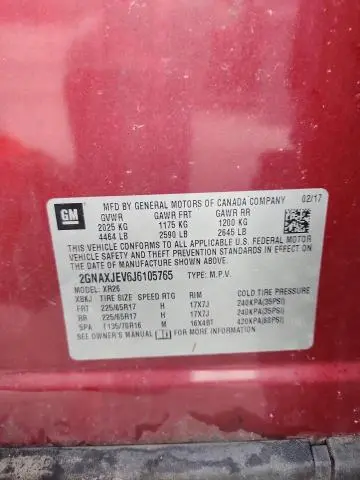 GM
MFD BY GENERAL MOTORS OF CANADA COMPANY 02/17
GVWR GAWR FRT GAWR RR
2025 KG 1175 KG 1200 KG
4464 LB 2590 LB 2645 LB
THIS VEHICLE CONFORMS TO ALL APPLICABLE U.S. FEDERAL MOTOR
VEHICLE SAFETY, BUMPER, AND THEFT PREVENTION STANDARDS IN EFFECT ON
THE DATE OF MANUFACTURE SHOWN ABOVE.
2GNAXJEV6J6105765 TYPE: M.P.V.
MODEL: XR26
XBKJ TIRE SIZE SPEED RTG RIM COLD TIRE PRESSURE
FRT 225/65R17 H 17X7J 240KPA(35PSI)
RR 225/65R17 H 17X7J 240KPA(35PSI)
SPA T135/70R16 M 16X4BT 420KPA(60PSI)
SEE OWNER'S MANUAL FOR MORE INFORMATION